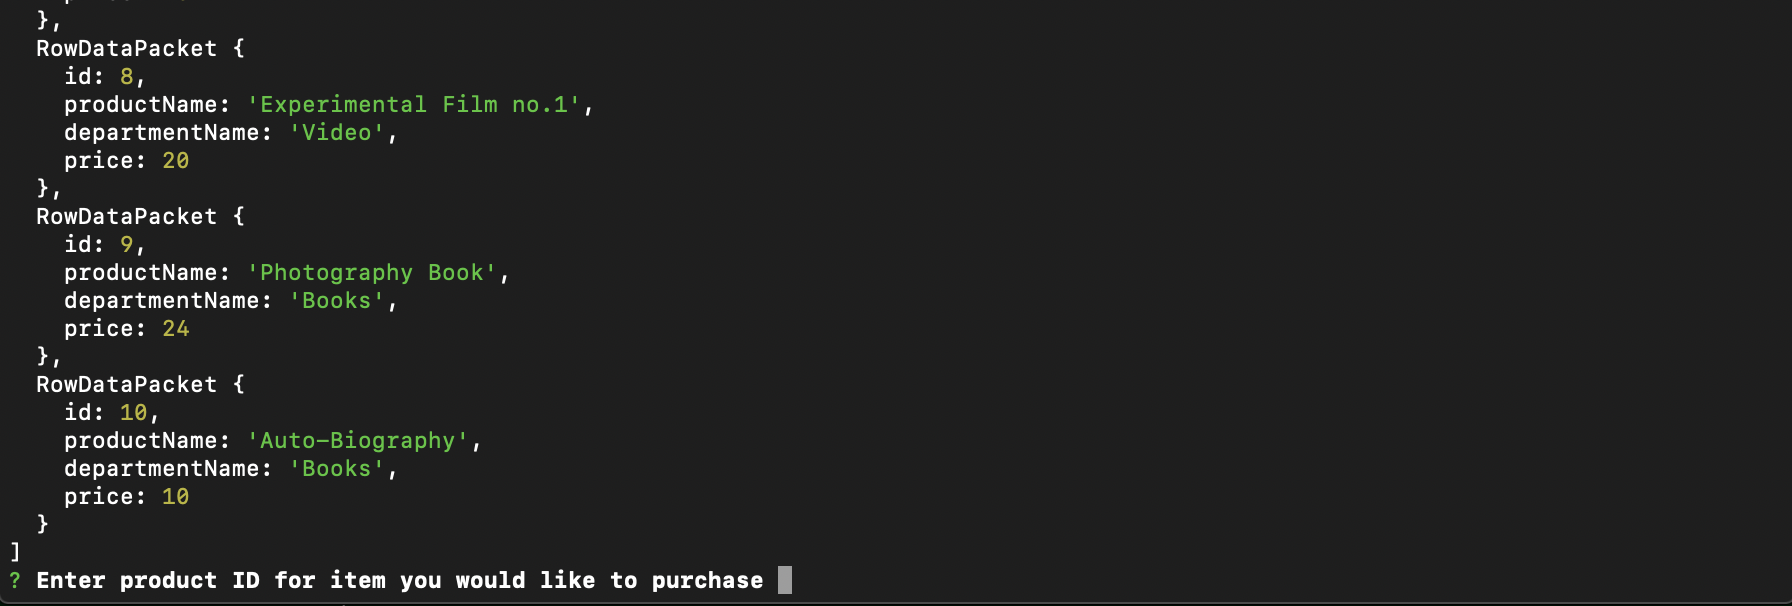 },
RowDataPacket {
id: 8,
productName: 'Experimental Film no.1',
departmentName: 'Video',
price: 20
},
RowDataPacket {
id: 9,
productName: 'Photography Book',
departmentName: 'Books',
price: 24
},
RowDataPacket {
id: 10,
productName: 'Auto-Biography',
departmentName: 'Books',
price: 10
}
]
? Enter product ID for item you would like to purchase